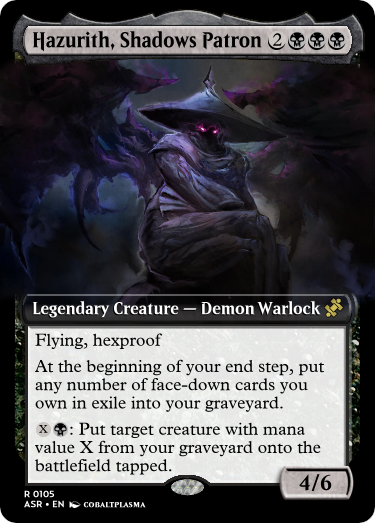 Hazurith, Shadows Patron 2
Legendary Creature — Demon Warlock
Flying, hexproof
At the beginning of your end step, put
any number of face-down cards you
own in exile into your graveyard.
X : Put target creature with mana
value X from your graveyard onto the
battlefield tapped.
4/6
R 0105
ASR • EN COBALTPLASMA